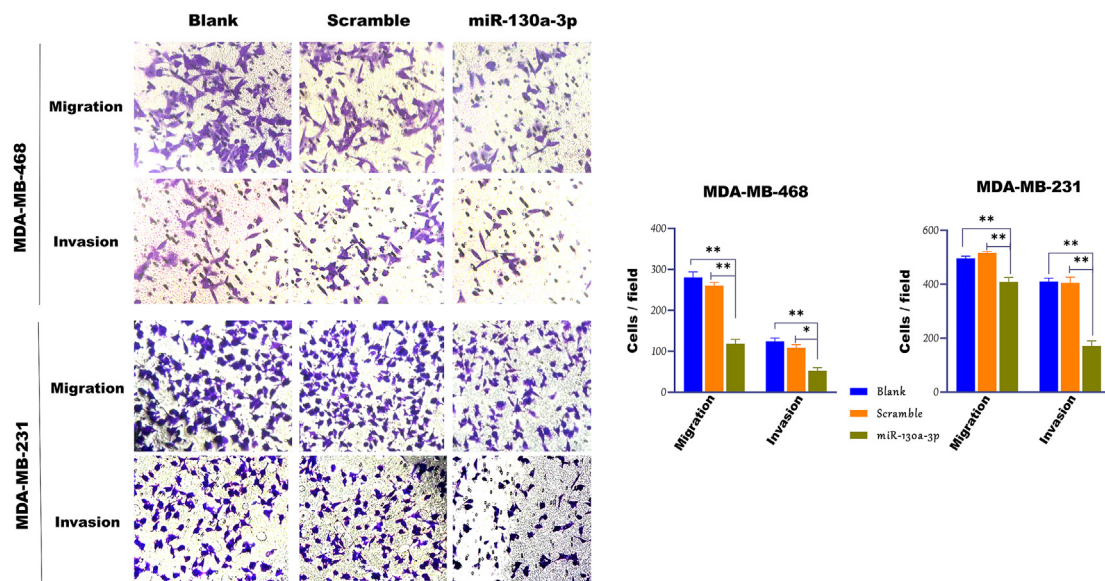 Blank Scramble miR-130a-3p
MDA-MB-468
Migration
Invasion
MDA-MB-231
Migration
Invasion
MDA-MB-468
Cells / field
400
300
200
100
0
**
**
**
*
Migration
Invasion
Blank
Scramble
miR-130a-3p
MDA-MB-231
Cells / field
600
400
200
0
**
**
**
**
Migration
Invasion